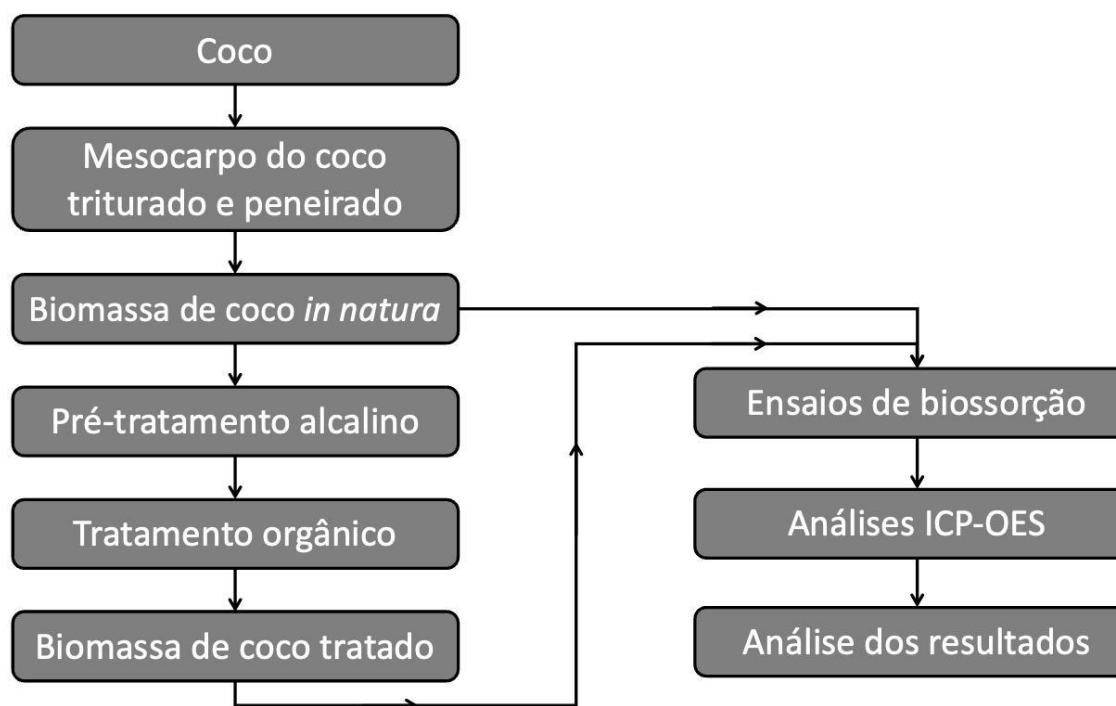 Coco
Mesocarpo do coco
triturado e peneirado
Biomassa de coco in natura
Pré-tratamento alcalino
Tratamento orgânico
Biomassa de coco tratado
Ensaios de biossorção
Análises ICP-OES
Análise dos resultados